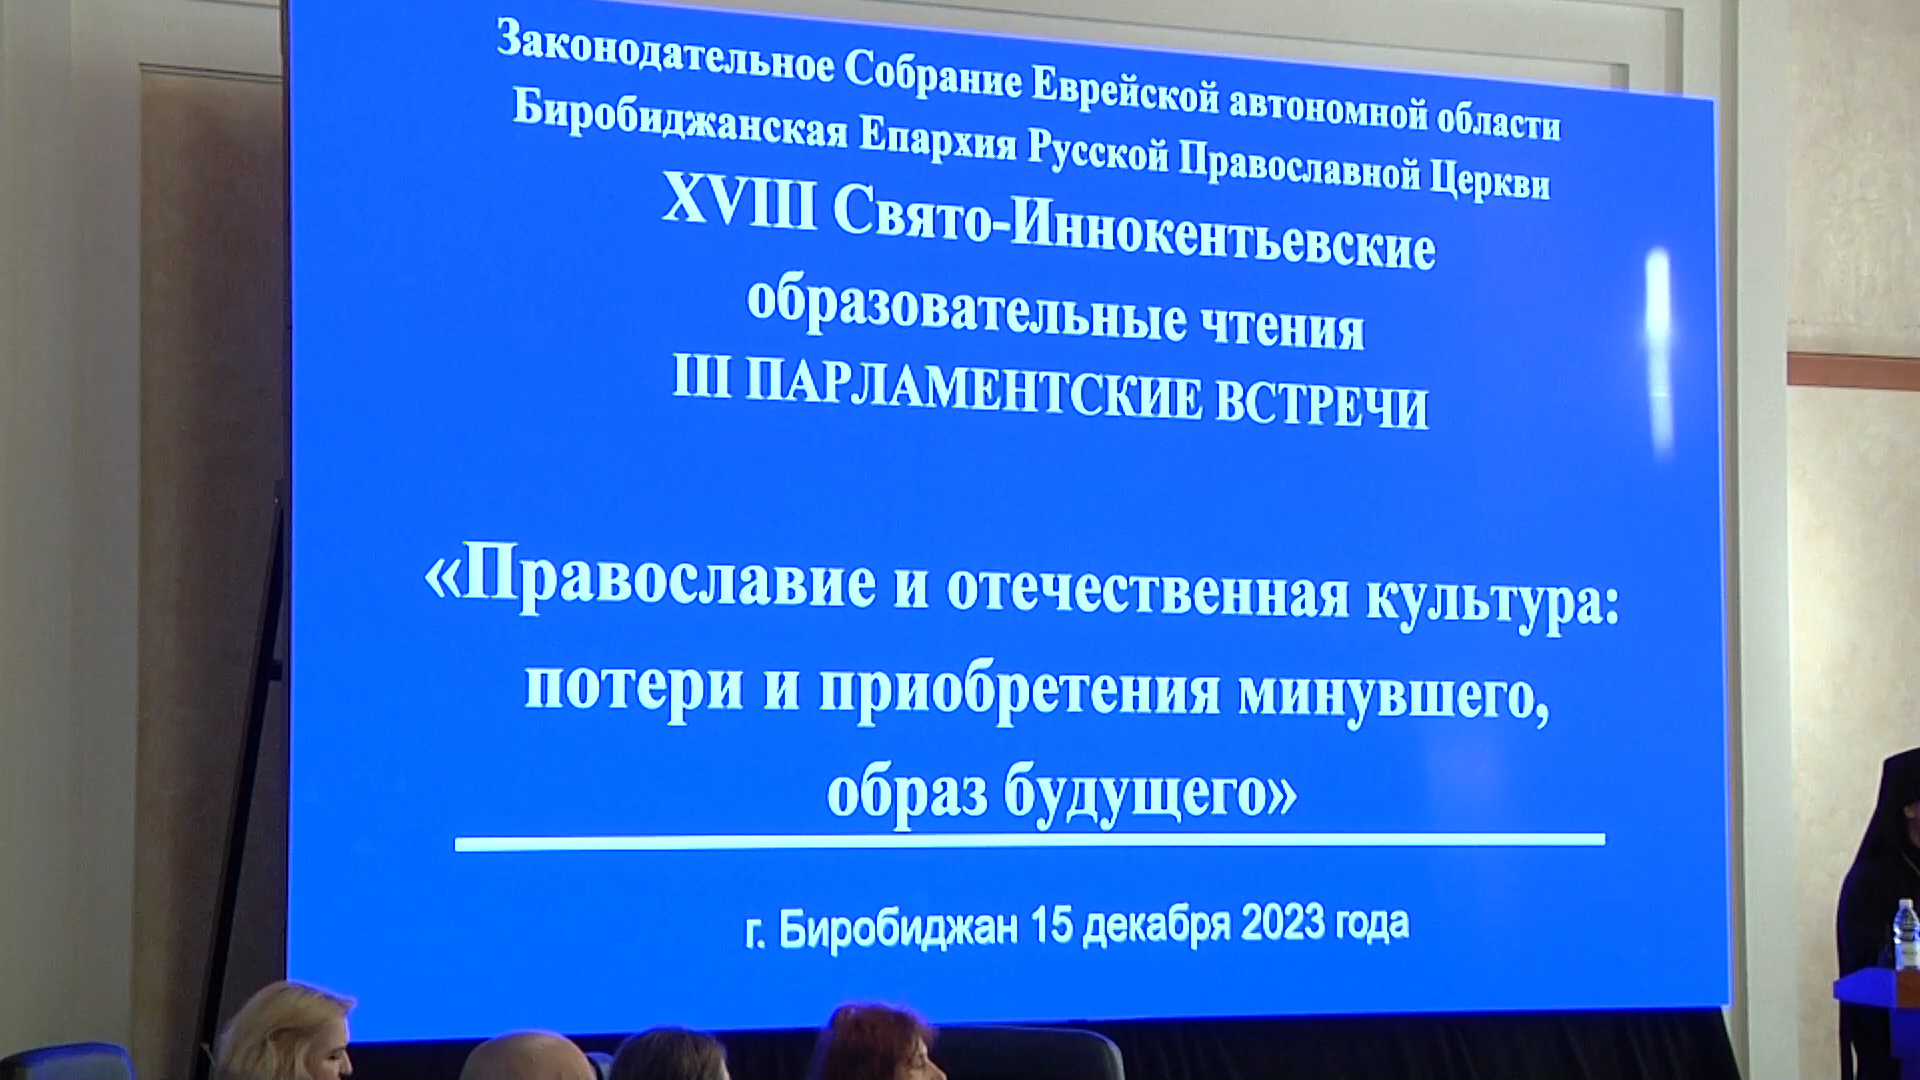 Законодательное Собрание Еврейской автономной области
Биробиджанская Епархия Русской Православной Церкви
XVIII Свято-Иннокентьевские
образовательные чтения
III ПАРЛАМЕНТСКИЕ ВСТРЕЧИ
«Православие и отечественная культура:
потери и приобретения минувшего,
образ будущего»
г. Биробиджан 15 декабря 2023 года